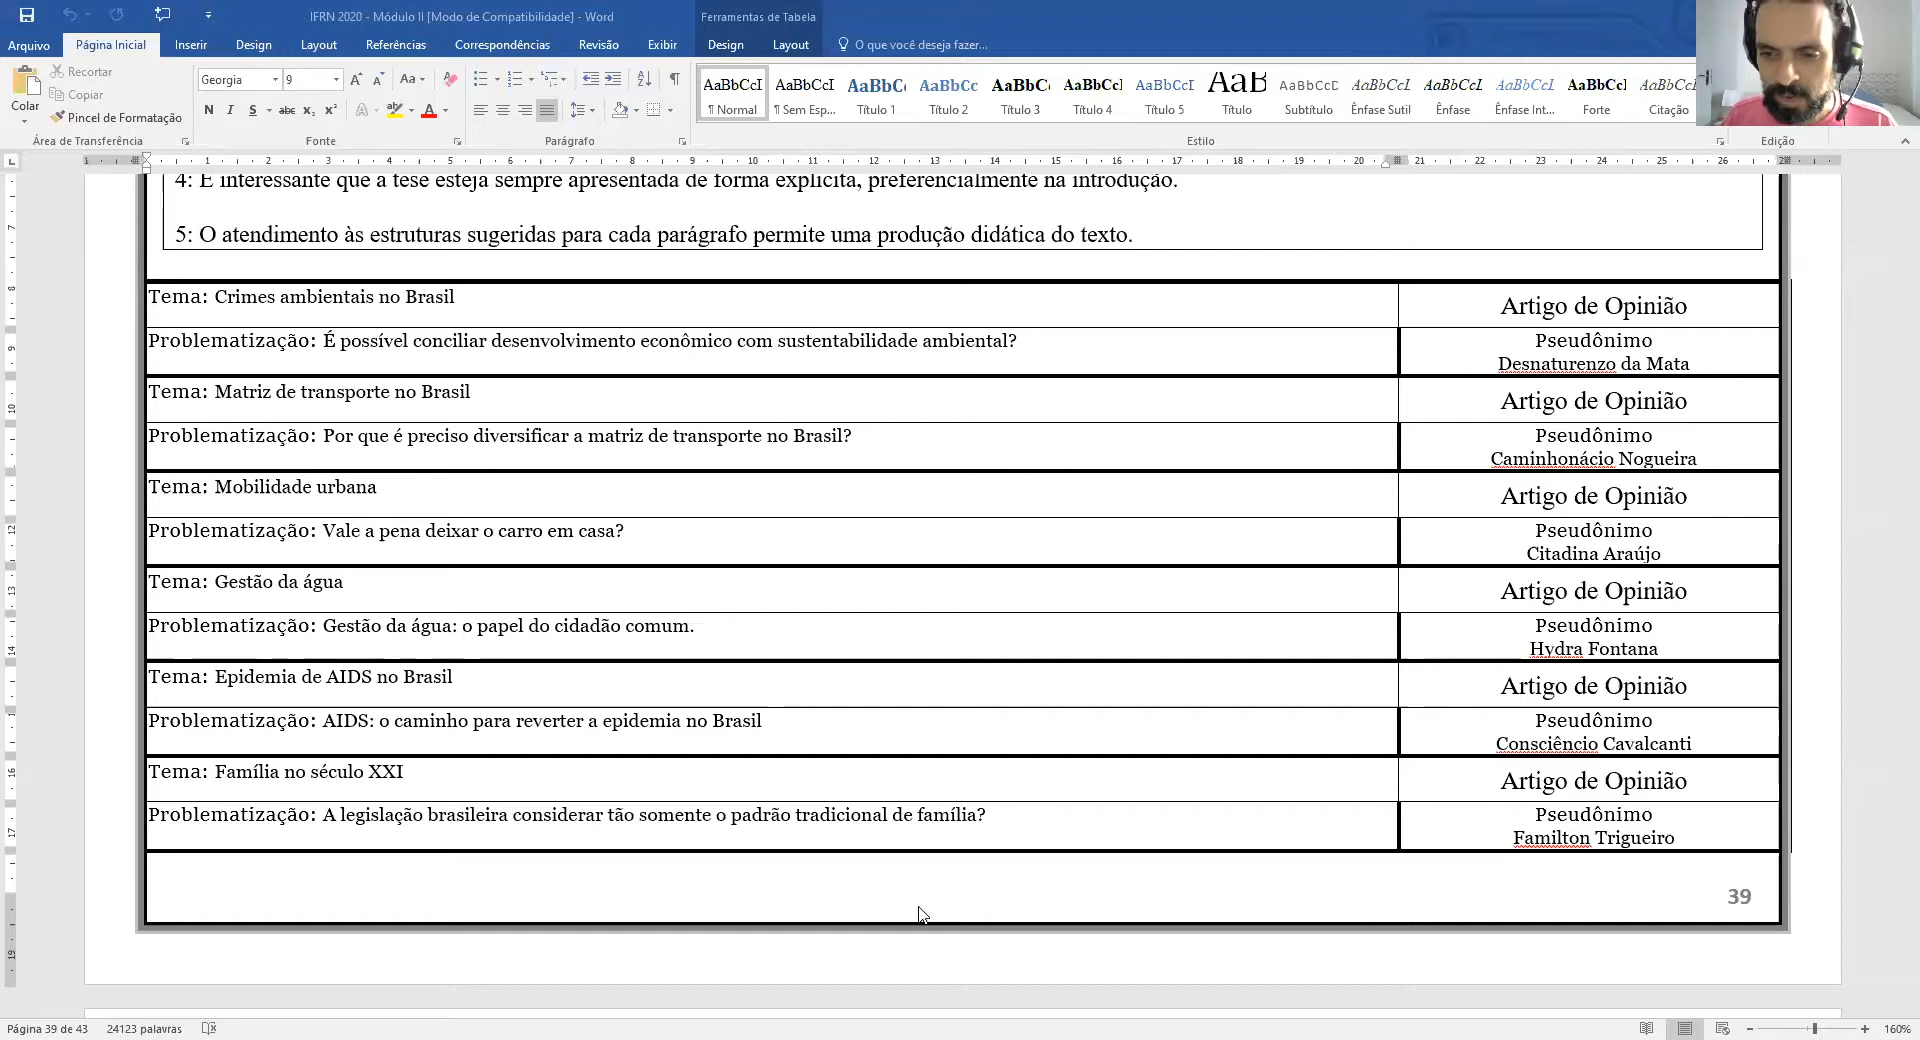 IFRN 2020 - Módulo II [Modo de Compatibilidade] - Word
Ferramentas de Tabela
Arquivo Página Inicial Inserir Design Layout Referências Correspondências Revisão Exibir Design Layout O que você deseja fazer...
Colar
Recortar
Copiar
Pincel de Formatação
Georgia 9
Aa
N I S abc x₂ x²
AaBbCcI AaBbCcI AaBbC AaBbCc AaBbC AaBbCcI AaBbCcI AaB AaBbCcD AaBbCcL AaBbCcL AaBbCcL AaBbCcI AaBbCcL
¶ Normal ¶ Sem Esp... Título 1 Título 2 Título 3 Título 4 Título 5 Título Subtítulo Ênfase Sutil Ênfase Ênfase Int... Forte Citação
Área de Transferência Fonte Parágrafo Estilo Edição
4: É interessante que a tese esteja sempre apresentada de forma explícita, preferencialmente na introdução.
5: O atendimento às estruturas sugeridas para cada parágrafo permite uma produção didática do texto.
Tema: Crimes ambientais no Brasil
Artigo de Opinião
Problematização: É possível conciliar desenvolvimento econômico com sustentabilidade ambiental?
Pseudônimo
Desnaturenzo da Mata
Tema: Matriz de transporte no Brasil
Artigo de Opinião
Problematização: Por que é preciso diversificar a matriz de transporte no Brasil?
Pseudônimo
Caminhonácio Nogueira
Tema: Mobilidade urbana
Artigo de Opinião
Problematização: Vale a pena deixar o carro em casa?
Pseudônimo
Citadina Araújo
Tema: Gestão da água
Artigo de Opinião
Problematização: Gestão da água: o papel do cidadão comum.
Pseudônimo
Hydra Fontana
Tema: Epidemia de AIDS no Brasil
Artigo de Opinião
Problematização: AIDS: o caminho para reverter a epidemia no Brasil
Pseudônimo
Consciêncio Cavalcanti
Tema: Família no século XXI
Artigo de Opinião
Problematização: A legislação brasileira considerar tão somente o padrão tradicional de família?
Pseudônimo
Familton Trigueiro
39
Página 39 de 43 24123 palavras
160%